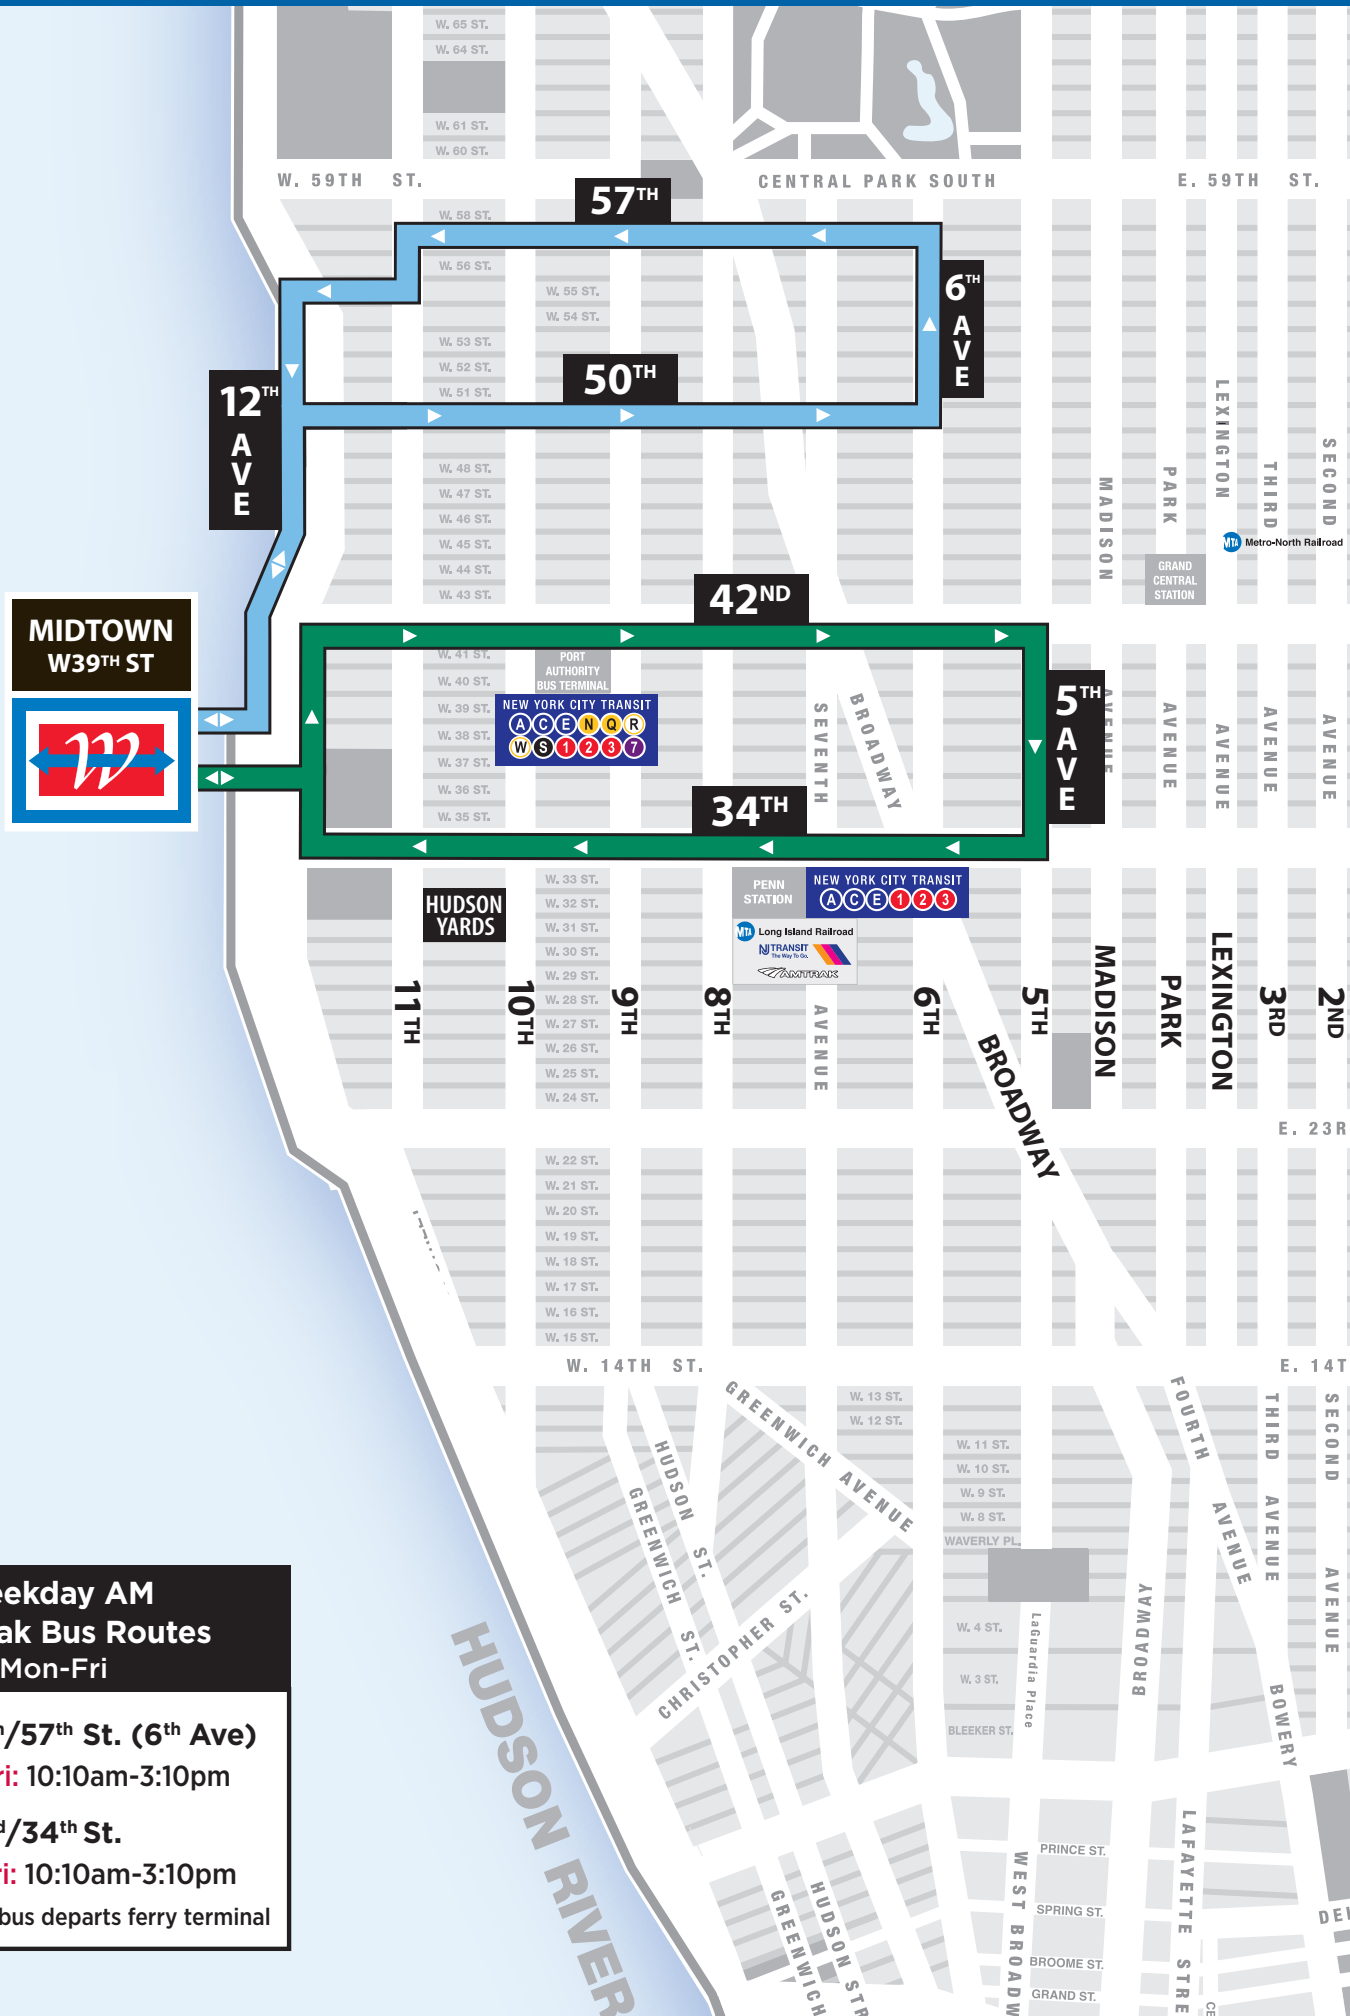 W. 65 ST.
W. 64 ST.
W. 61 ST.
W. 60 ST.
W. 59TH ST.
CENTRAL PARK SOUTH
E. 59TH ST.
57TH
W. 58 ST.
W. 56 ST.
6TH AVE
W. 55 ST.
W. 54 ST.
W. 53 ST.
W. 52 ST.
W. 51 ST.
50TH
12TH AVE
W. 48 ST.
W. 47 ST.
W. 46 ST.
W. 45 ST.
W. 44 ST.
W. 43 ST.
MADISON
PARK
LEXINGTON
THIRD
SECOND
MTA Metro-North Railroad
GRAND
CENTRAL
STATION
42ND
MIDTOWN
W39TH ST
W
W. 41 ST.
W. 40 ST.
W. 39 ST.
W. 38 ST.
W. 37 ST.
W. 36 ST.
W. 35 ST.
PORT
AUTHORITY
BUS TERMINAL
NEW YORK CITY TRANSIT
A C E N Q R
W S 1 2 3 7
SEVENTH
BROADWAY
5TH AVE
AVENUE
AVENUE
AVENUE
AVENUE
AVENUE
34TH
HUDSON
YARDS
W. 33 ST.
W. 32 ST.
W. 31 ST.
W. 30 ST.
W. 29 ST.
W. 28 ST.
W. 27 ST.
W. 26 ST.
W. 25 ST.
W. 24 ST.
PENN
STATION
NEW YORK CITY TRANSIT
A C E 1 2 3
MTA Long Island Railroad
NJ TRANSIT
The Way To Go.
AMTRAK
11TH
10TH
9TH
8TH
AVENUE
6TH
BROADWAY
5TH
MADISON
PARK
LEXINGTON
3RD
2ND
E. 23R
W. 22 ST.
W. 21 ST.
W. 20 ST.
W. 19 ST.
W. 18 ST.
W. 17 ST.
W. 16 ST.
W. 15 ST.
W. 14TH ST.
E. 14T
GREENWICH AVENUE
W. 13 ST.
W. 12 ST.
W. 11 ST.
W. 10 ST.
W. 9 ST.
W. 8 ST.
WAVERLY PL.
HUDSON ST.
GREENWICH ST.
CHRISTOPHER ST.
FOURTH AVENUE
THIRD AVENUE
SECOND AVENUE
W. 4 ST.
W. 3 ST.
BLEEKER ST.
LaGuardia Place
BROADWAY
BOWERY
HUDSON RIVER
eekday AM
ak Bus Routes
Mon-Fri
h/57th St. (6th Ave)
ri: 10:10am-3:10pm
d/34th St.
ri: 10:10am-3:10pm
bus departs ferry terminal
GREENWICH
HUDSON STR
WEST BROADW
PRINCE ST.
SPRING ST.
BROOME ST.
GRAND ST.
LAFAYETTE STRE
CE
DEL